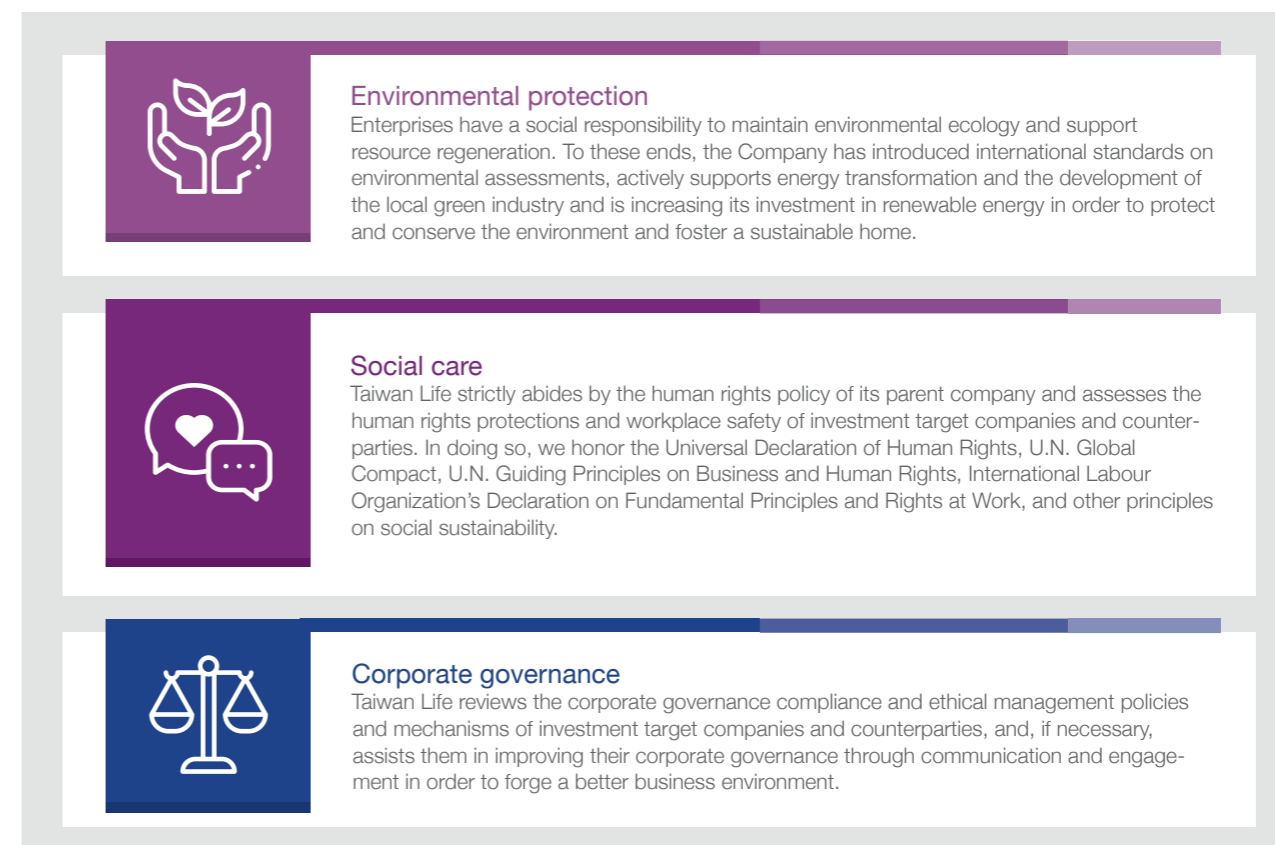 Environmental protection
Enterprises have a social responsibility to maintain environmental ecology and support
resource regeneration. To these ends, the Company has introduced international standards on
environmental assessments, actively supports energy transformation and the development of
the local green industry and is increasing its investment in renewable energy in order to protect
and conserve the environment and foster a sustainable home.
Social care
Taiwan Life strictly abides by the human rights policy of its parent company and assesses the
human rights protections and workplace safety of investment target companies and counter-
parties. In doing so, we honor the Universal Declaration of Human Rights, U.N. Global
Compact, U.N. Guiding Principles on Business and Human Rights, International Labour
Organization’s Declaration on Fundamental Principles and Rights at Work, and other principles
on social sustainability.
Corporate governance
Taiwan Life reviews the corporate governance compliance and ethical management policies
and mechanisms of investment target companies and counterparties, and, if necessary,
assists them in improving their corporate governance through communication and engage-
ment in order to forge a better business environment.